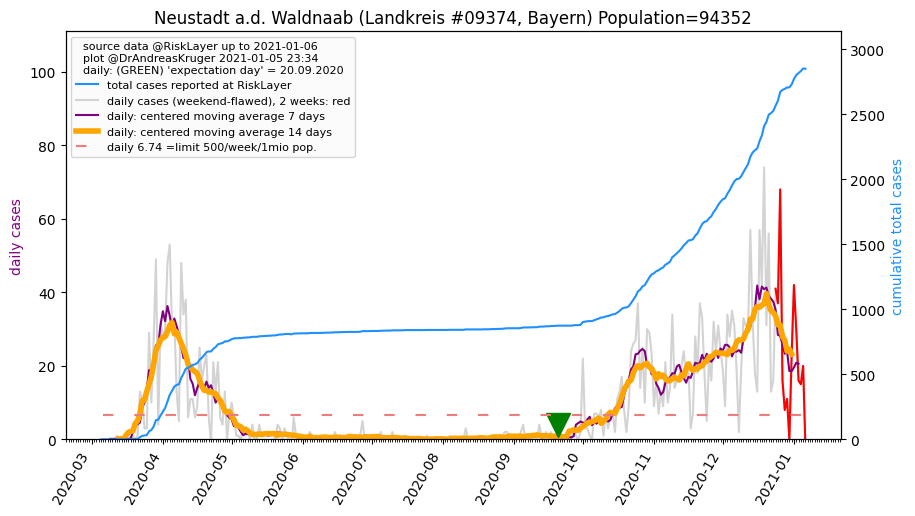 Neustadt a.d. Waldnaab (Landkreis #09374, Bayern) Population=94352
source data @RiskLayer up to 2021-01-06
plot @DrAndreasKruger 2021-01-05 23:34
daily: (GREEN) 'expectation day' = 20.09.2020
total cases reported at RiskLayer
daily cases (weekend-flawed), 2 weeks: red
daily: centered moving average 7 days
daily: centered moving average 14 days
daily 6.74 =limit 500/week/1mio pop.
daily cases
100
80
60
40
20
0
cumulative total cases
3000
2500
2000
1500
1000
500
0
2020-03
2020-04
2020-05
2020-06
2020-07
2020-08
2020-09
2020-10
2020-11
2020-12
2021-01